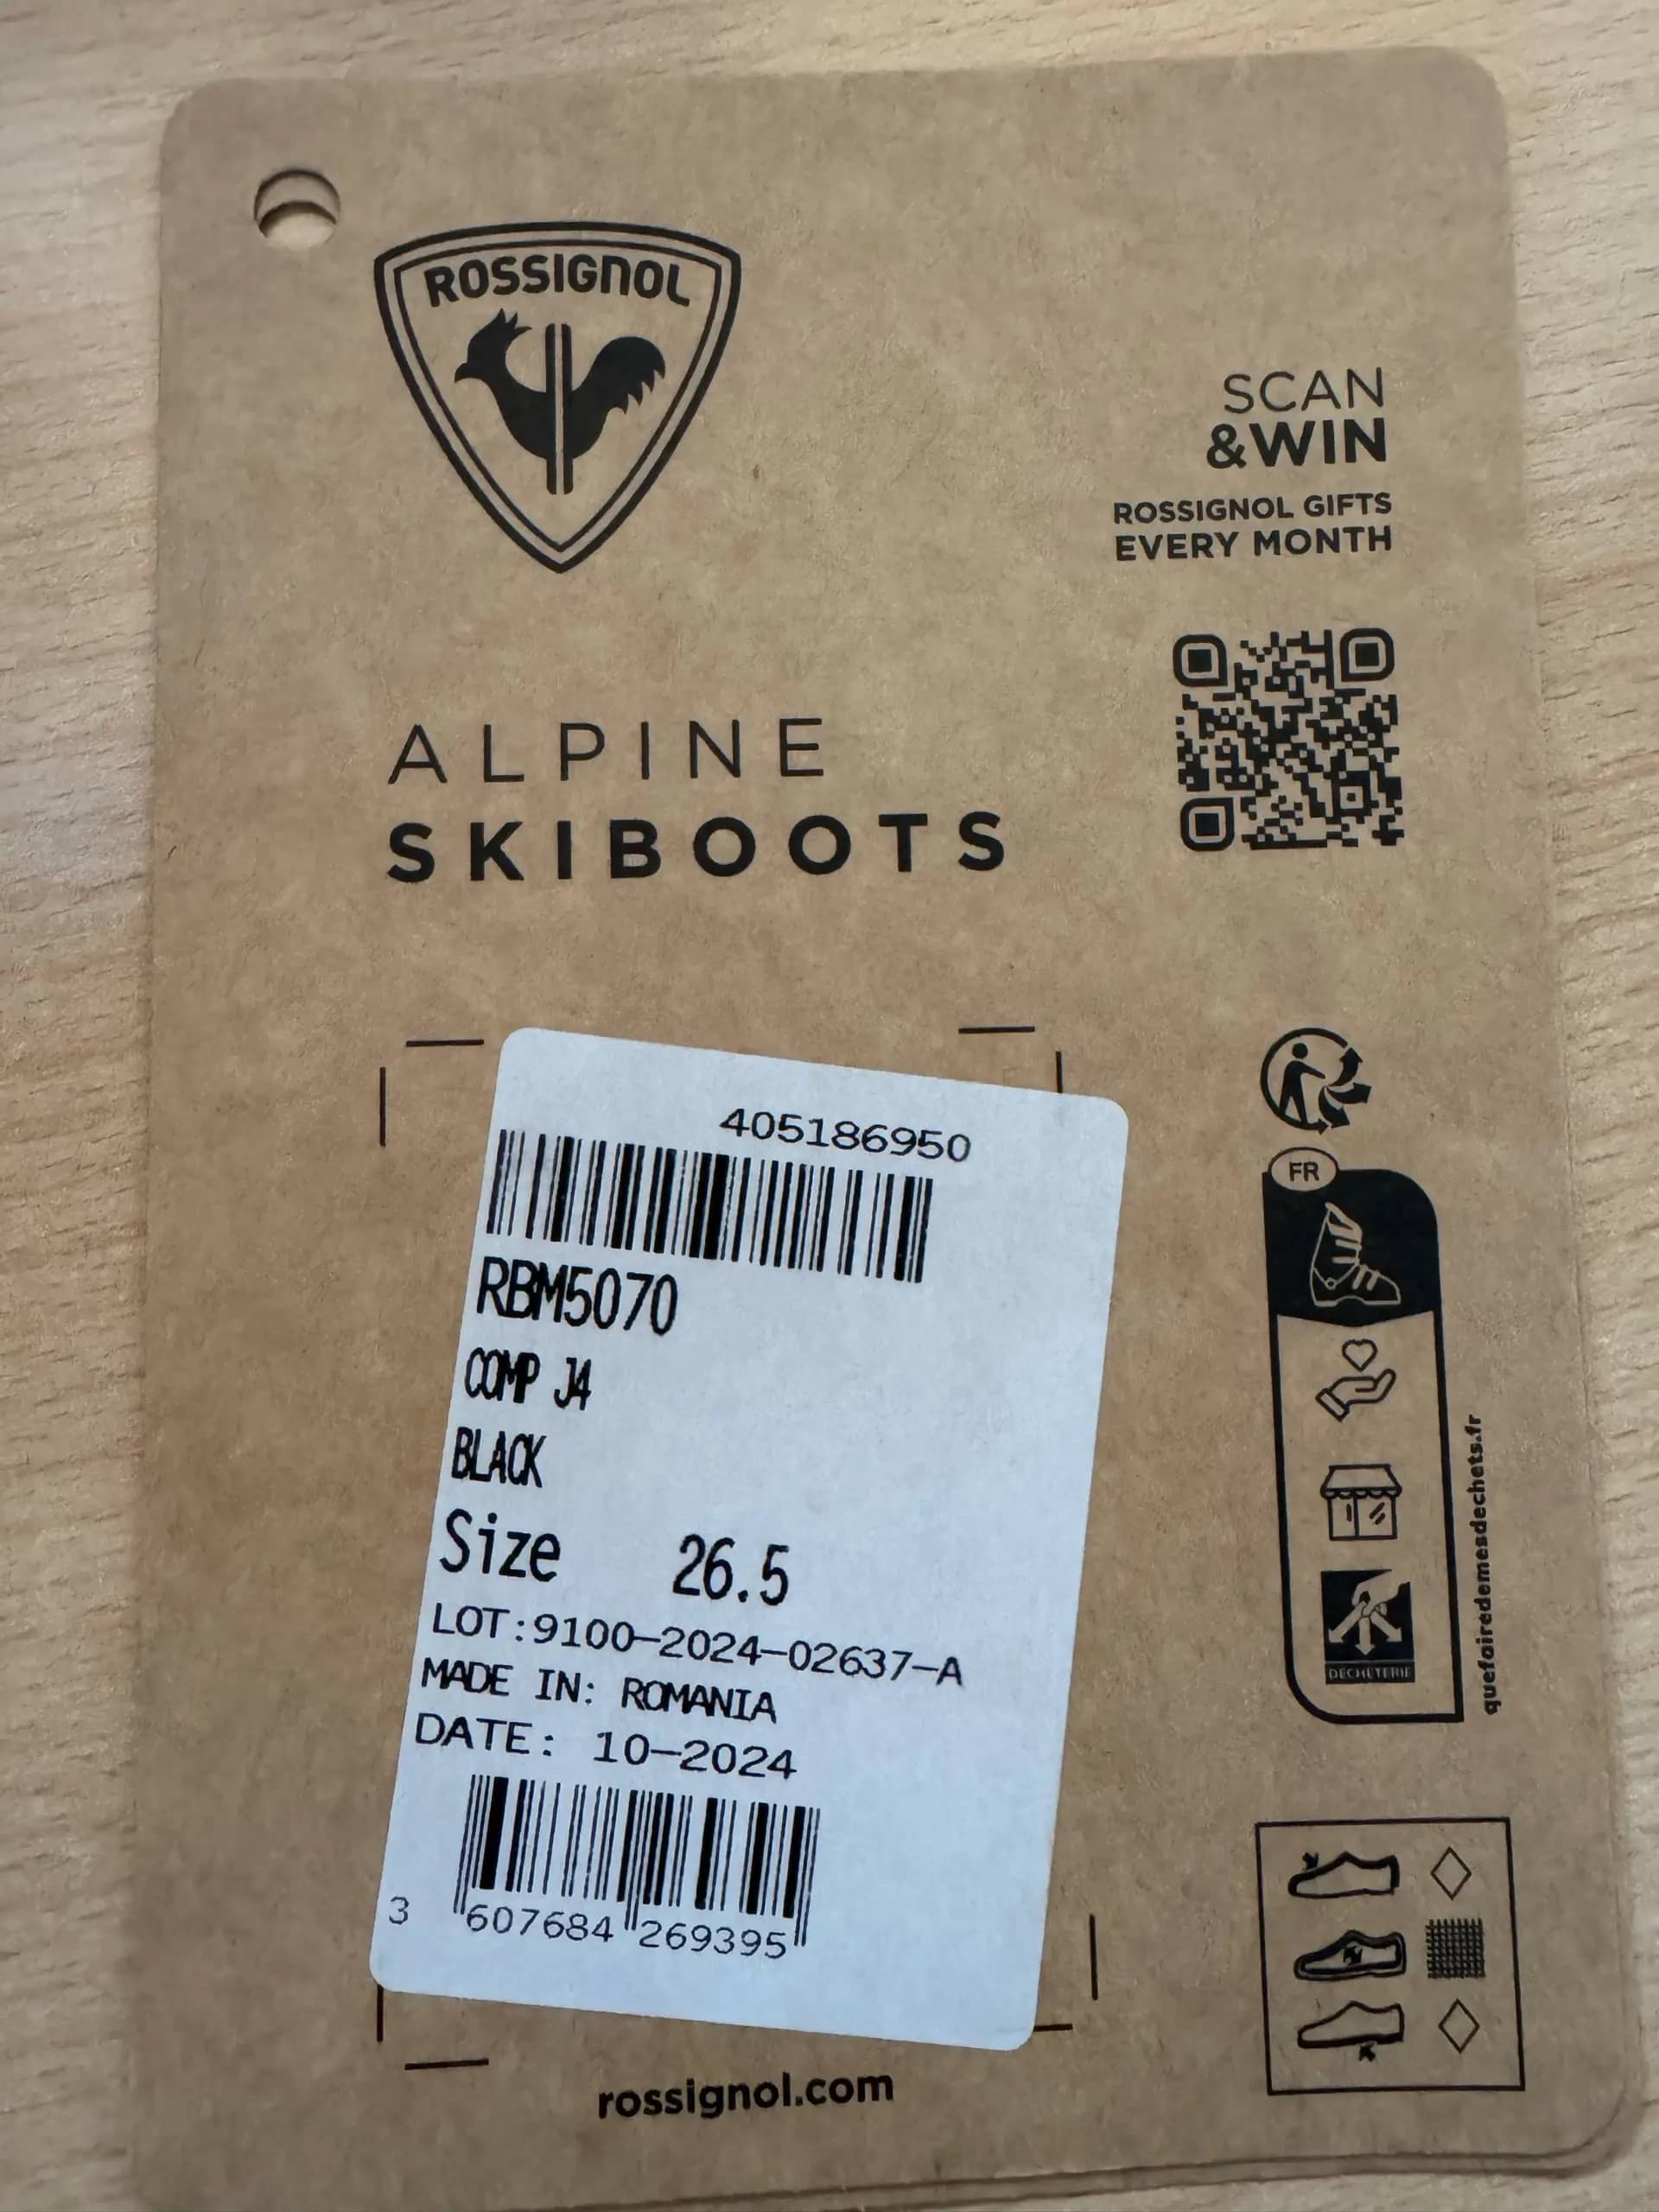 ROSSIGNOL
SCAN
&WIN
ROSSIGNOL GIFTS
EVERY MONTH
ALPINE
SKIBOOTS
405186950
RBM5070
COMP J4
BLACK
Size 26.5
LOT:9100-2024-02637-A
MADE IN: ROMANIA
DATE: 10-2024
3 607684 269395
FR
DECHETERIE
quefairedemesdechets.fr
rossignol.com